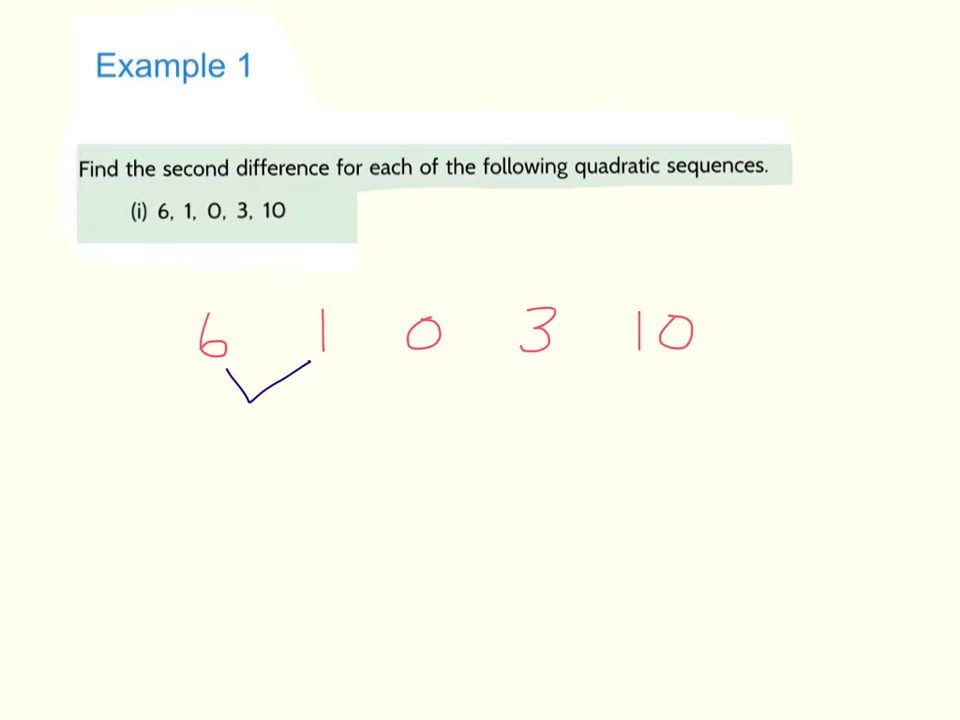 Example 1
Find the second difference for each of the following quadratic sequences.
(i) 6, 1, 0, 3, 10
6 1 0 3 10